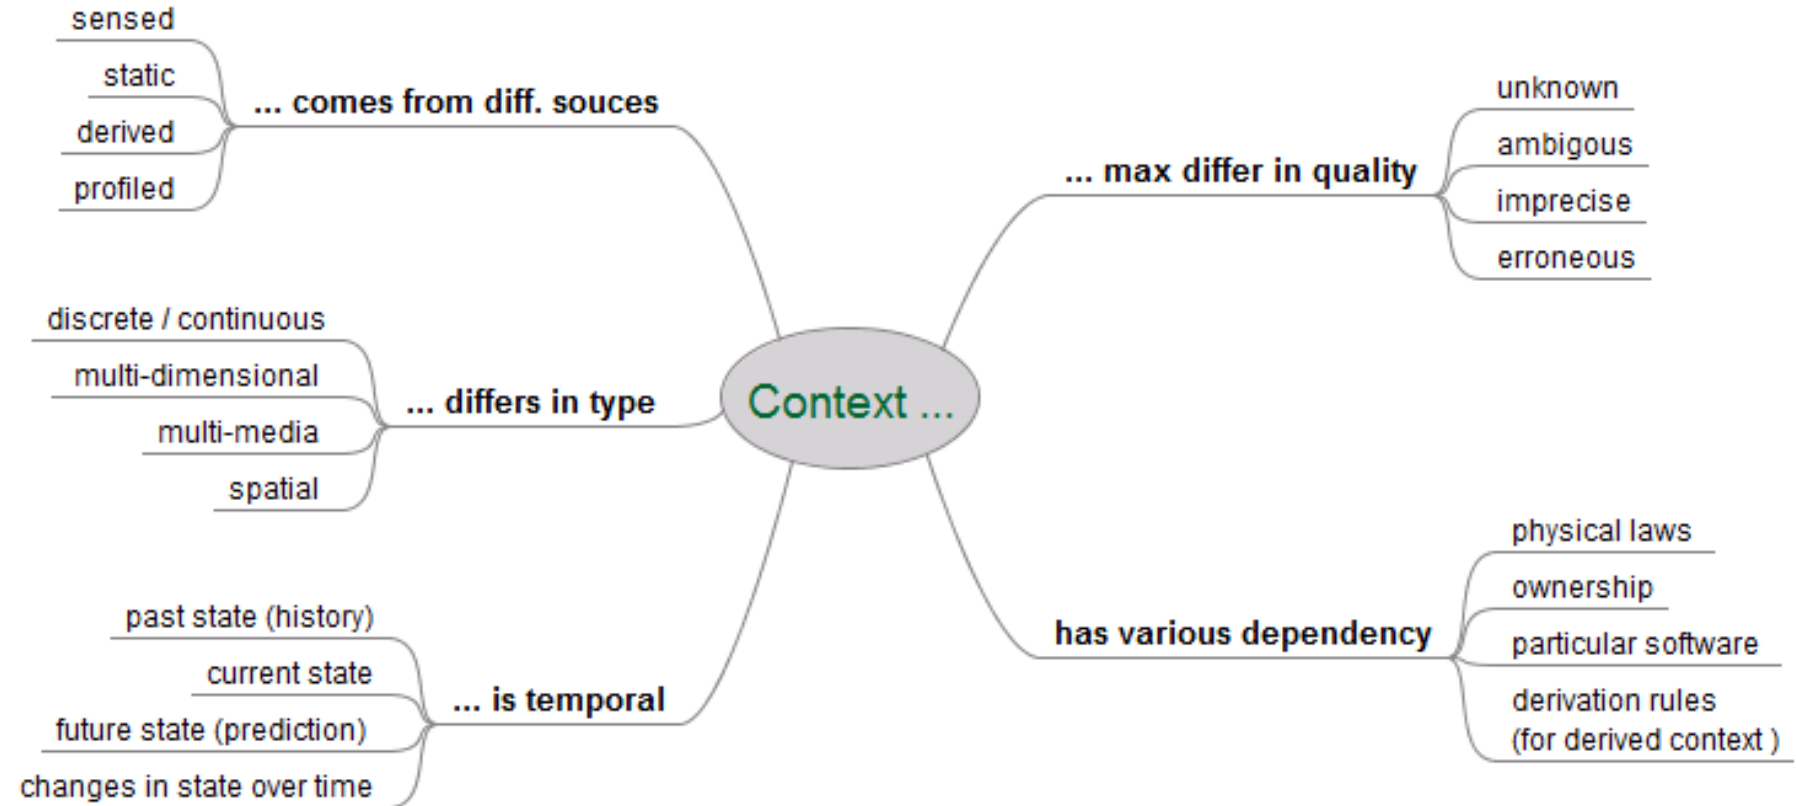 sensed
static
derived
profiled
... comes from diff. souces
discrete / continuous
multi-dimensional
multi-media
spatial
... differs in type
past state (history)
current state
future state (prediction)
changes in state over time
... is temporal
Context ...
... max differ in quality
unknown
ambigous
imprecise
erroneous
has various dependency
physical laws
ownership
particular software
derivation rules
(for derived context )